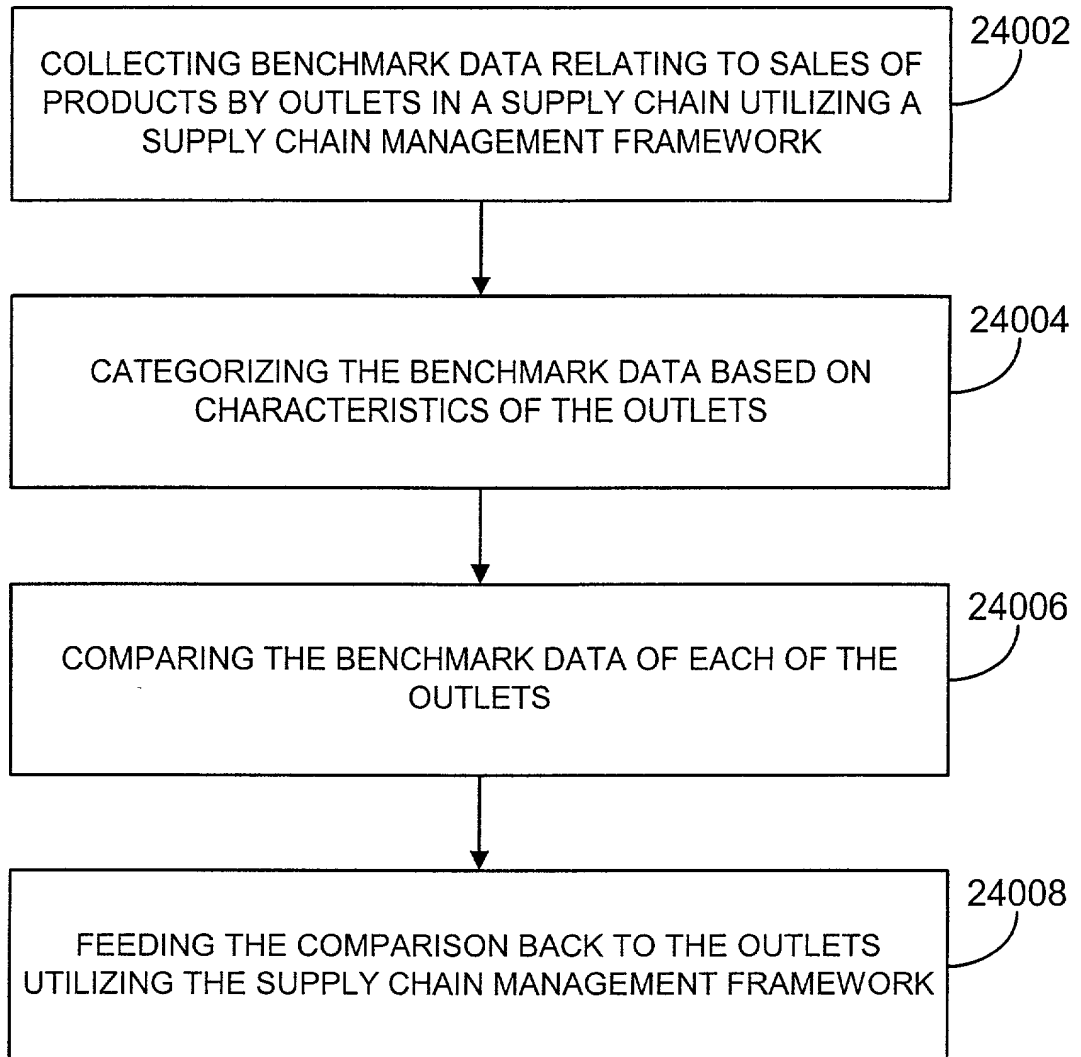 24002
COLLECTING BENCHMARK DATA RELATING TO SALES OF
PRODUCTS BY OUTLETS IN A SUPPLY CHAIN UTILIZING A
SUPPLY CHAIN MANAGEMENT FRAMEWORK
24004
CATEGORIZING THE BENCHMARK DATA BASED ON
CHARACTERISTICS OF THE OUTLETS
24006
COMPARING THE BENCHMARK DATA OF EACH OF THE
OUTLETS
24008
FEEDING THE COMPARISON BACK TO THE OUTLETS
UTILIZING THE SUPPLY CHAIN MANAGEMENT FRAMEWORK